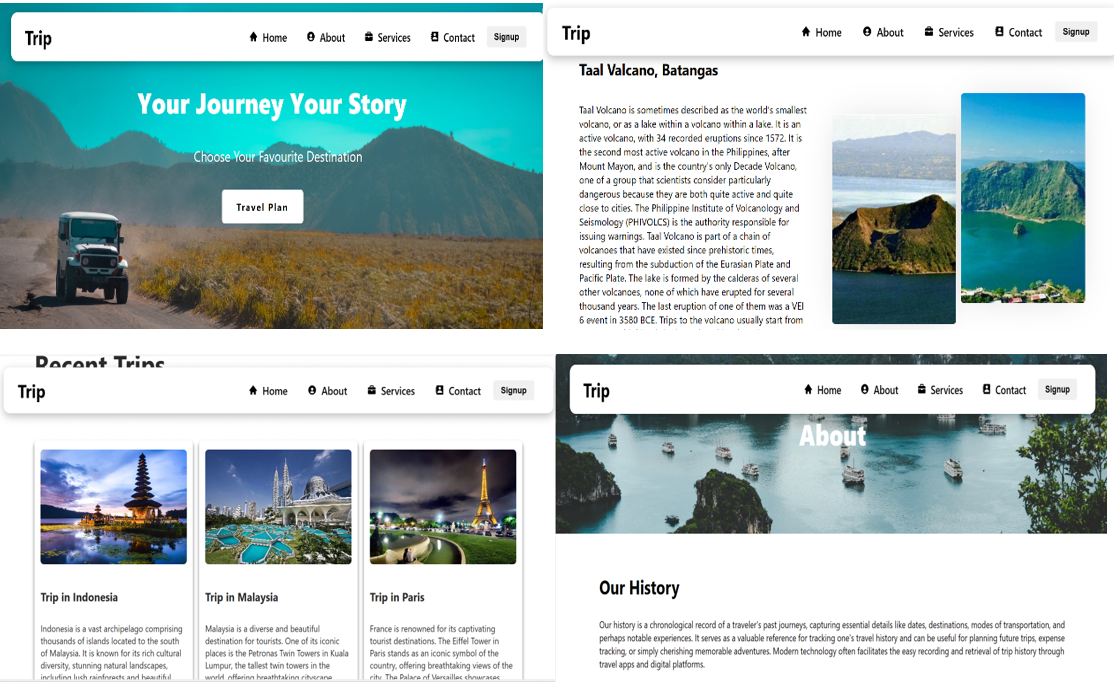 Trip
Home
About
Services
Contact
Signup
Your Journey Your Story
Choose Your Favourite Destination
Travel Plan
Trip
Home
About
Services
Contact
Signup
Taal Valcano, Batangas
Taal Volcano is sometimes described as the world's smallest
volcano, or as a lake within a volcano within a lake. It is an
active volcano, with 34 recorded eruptions since 1572. It is
the second most active volcano in the Philippines, after
Mount Mayon, and is the country's only Decade Volcano,
one of a group that scientists consider particularly
dangerous because they are both quite active and quite
close to cities. The Philippine Institute of Volcanology and
Seismology (PHIVOLCS) is the authority responsible for
issuing warnings. Taal Volcano is part of a chain of
volcanoes that have existed since prehistoric times,
resulting from the subduction of the Eurasian Plate and
Pacific Plate. The lake is formed by the calderas of several
other volcanoes, none of which have erupted for several
thousand years. The last eruption of one of them was a VEI
6 event in 3580 BCE. Trips to the volcano usually start from
Recent Trips
Trip
Home
About
Services
Contact
Signup
Trip in Indonesia
Indonesia is a vast archipelago comprising
thousands of islands located to the south
of Malaysia. It is known for its rich cultural
diversity, stunning natural landscapes,
including lush rainforests and beautiful
Trip in Malaysia
Malaysia is a diverse and beautiful
destination for tourists. One of its iconic
places is the Petronas Twin Towers in Kuala
Lumpur, the tallest twin towers in the
world, offering breathtaking cityscape
Trip in Paris
France is renowned for its captivating
tourist destinations. The Eiffel Tower in
Paris stands as an iconic symbol of the
country, offering breathtaking views of the
city. The Palace of Versailles showcases
Trip
Home
About
Services
Contact
Signup
About
Our History
Our history is a chronological record of a traveler's past journeys, capturing essential details like dates, destinations, modes of transportation, and
perhaps notable experiences. It serves as a valuable reference for tracking one's travel history and can be useful for planning future trips, expense
tracking, or simply cherishing memorable adventures. Modern technology often facilitates the easy recording and retrieval of trip history through
travel apps and digital platforms.